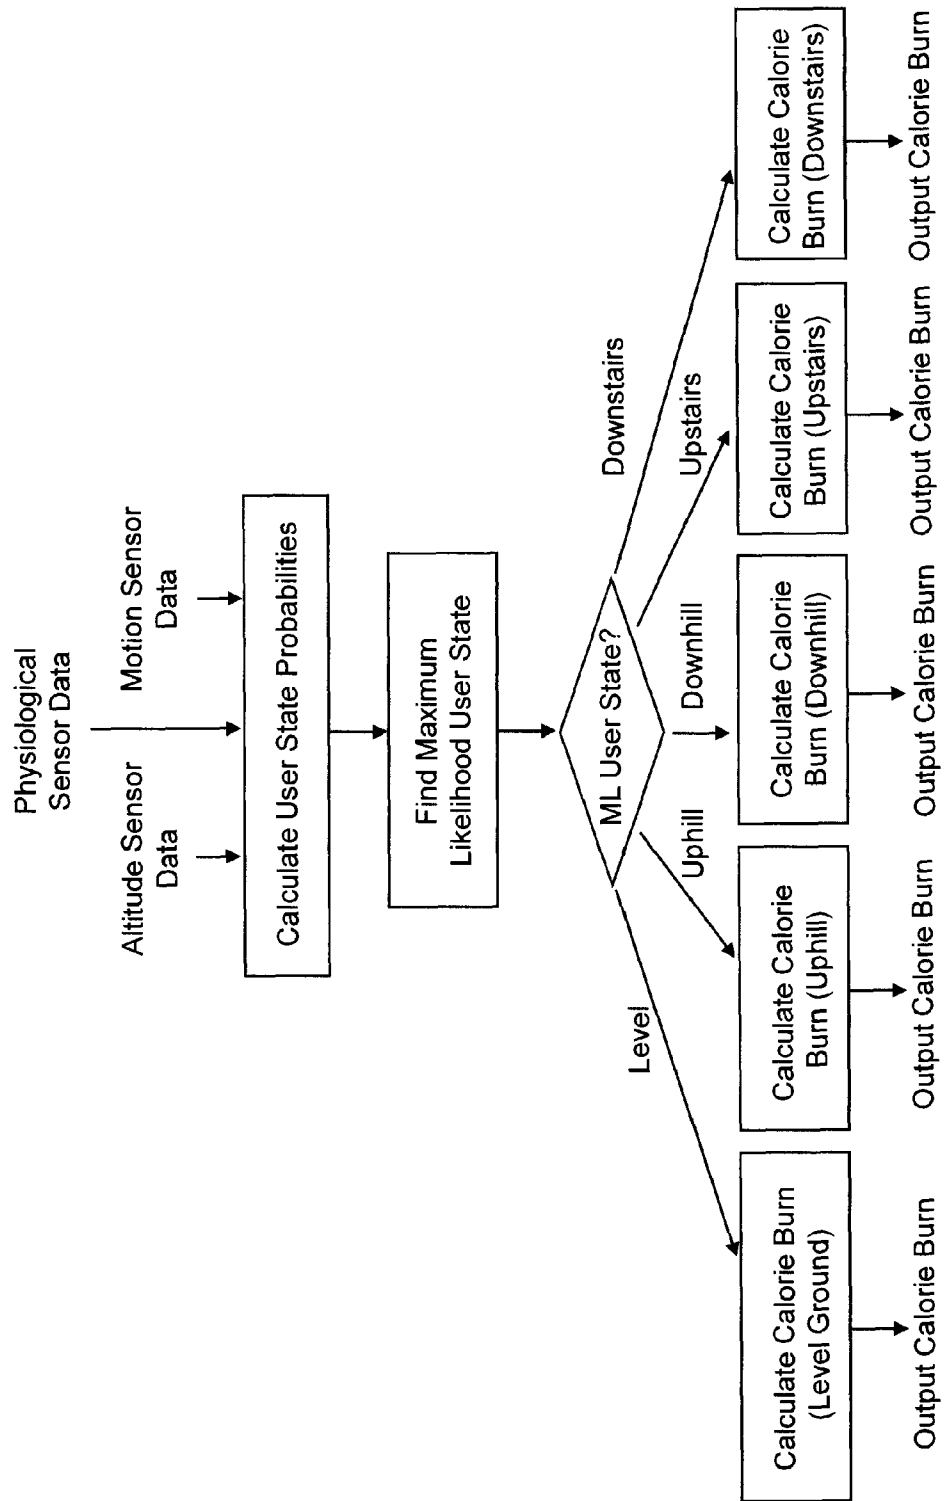 Physiological
Sensor Data
Altitude Sensor
Data
Motion Sensor
Data
Calculate User State Probabilities
Find Maximum
Likelihood User State
ML User State?
Level
Uphill
Downhill
Upstairs
Downstairs
Calculate Calorie Burn
(Level Ground)
Calculate Calorie
Burn (Uphill)
Calculate Calorie
Burn (Downhill)
Calculate Calorie
Burn (Upstairs)
Calculate Calorie
Burn (Downstairs)
Output Calorie Burn
Output Calorie Burn
Output Calorie Burn
Output Calorie Burn
Output Calorie Burn